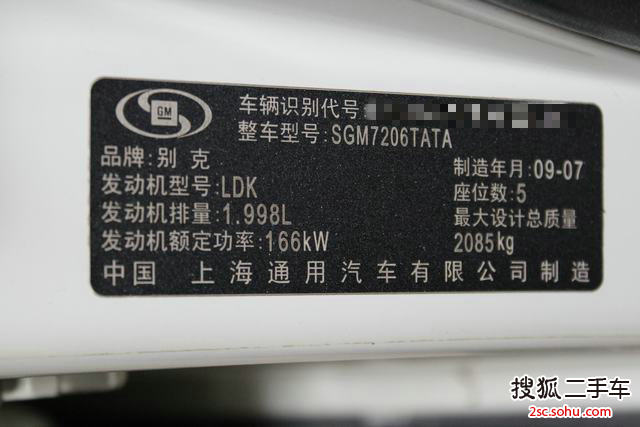 GM
车辆识别代号
整车型号:SGM7206TATA
品牌:别克 制造年月:09-07
发动机型号:LDK 座位数:5
发动机排量:1.998L 最大设计总质量
发动机额定功率:166kW 2085kg
中国 上海通用汽车有限公司制造
搜狐二手车
2sc.sohu.com